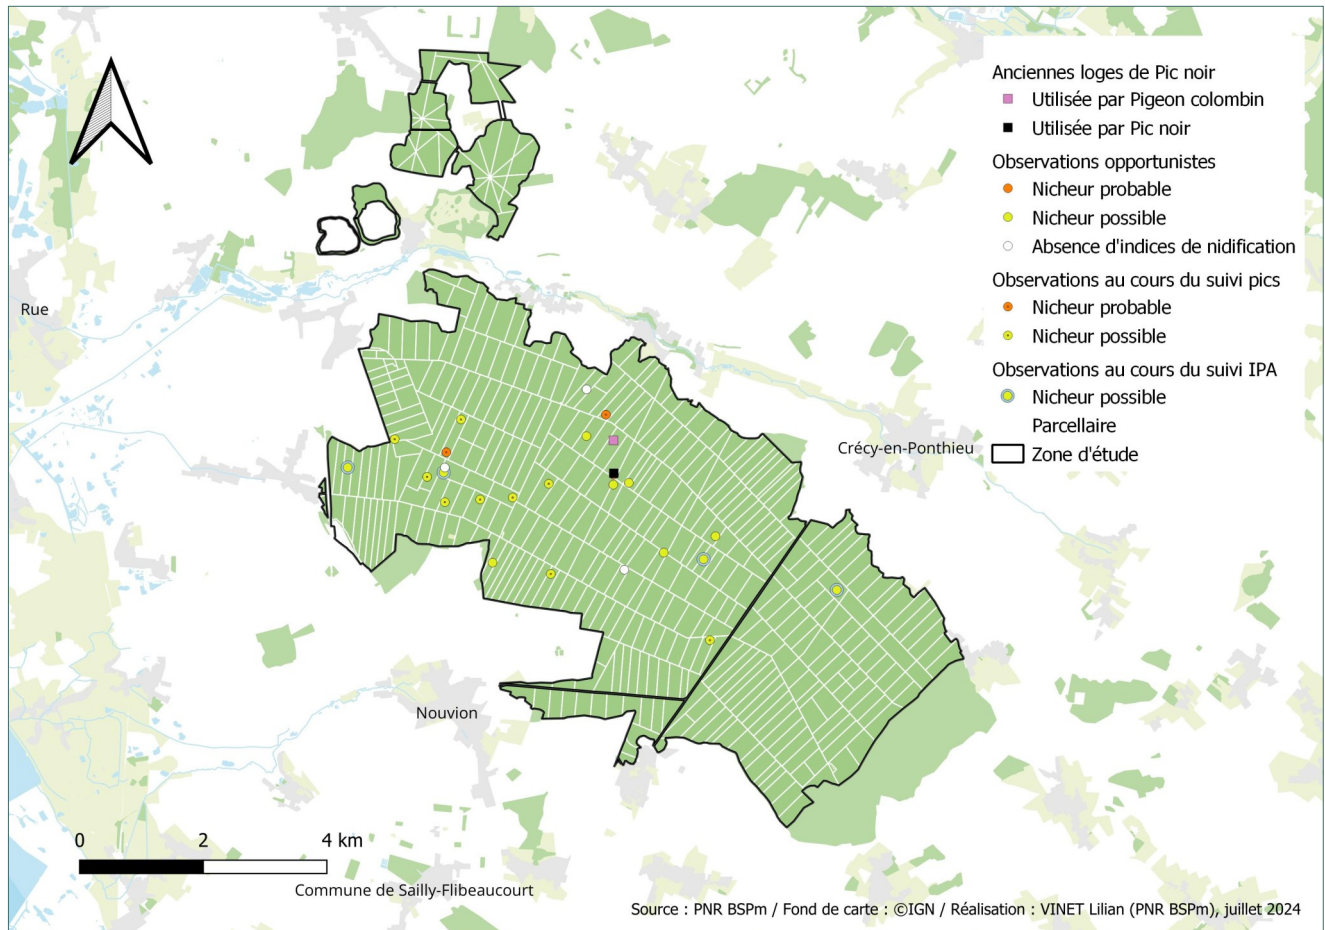 Anciennes loges de Pic noir
Utilisée par Pigeon colombin
Utilisée par Pic noir
Observations opportunistes
Nicheur probable
Nicheur possible
Absence d'indices de nidification
Observations au cours du suivi pics
Nicheur probable
Nicheur possible
Observations au cours du suivi IPA
Nicheur possible
Parcellaire
Zone d'étude
Rue
Crécy-en-Ponthieu
Nouvion
0 2 4 km
Commune de Sailly-Flibeaucourt
Source : PNR BSPm / Fond de carte : ©IGN / Réalisation : VINET Lilian (PNR BSPm), juillet 2024